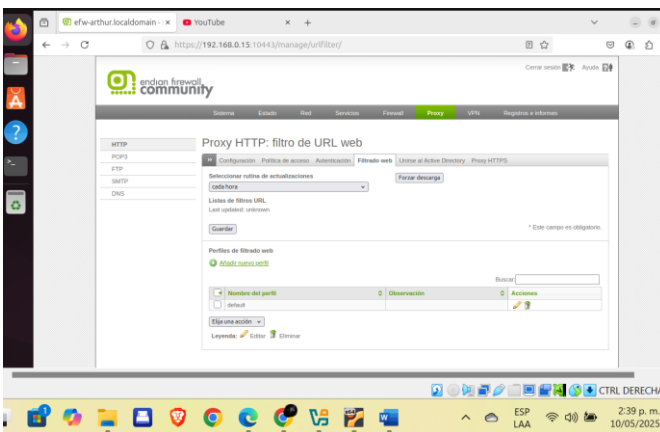 efw-arthur.localdomain - ×
YouTube ×
https://192.168.0.15:10443/manage/urlfilter/
endian firewall
community
Cerrar sesión Ayuda
Sistema Estado Red Servicios Firewall Proxy VPN Registros e informes
HTTP
POP3
FTP
SMTP
DNS
Proxy HTTP: filtro de URL web
Configuración Política de acceso Autenticación Filtrado web Unirse al Active Directory Proxy HTTPS
Seleccionar rutina de actualizaciones
cada hora
Forzar descarga
Listas de filtros URL
Last updated: unknown
Guardar
* Este campo es obligatorio.
Perfiles de filtrado web
Añadir nuevo perfil
Buscar:
Nombre del perfil Observación Acciones
default
Elija una acción
Leyenda: Editar Eliminar
CTRL DERECHA
ESP
LAA
2:39 p. m.
10/05/2025